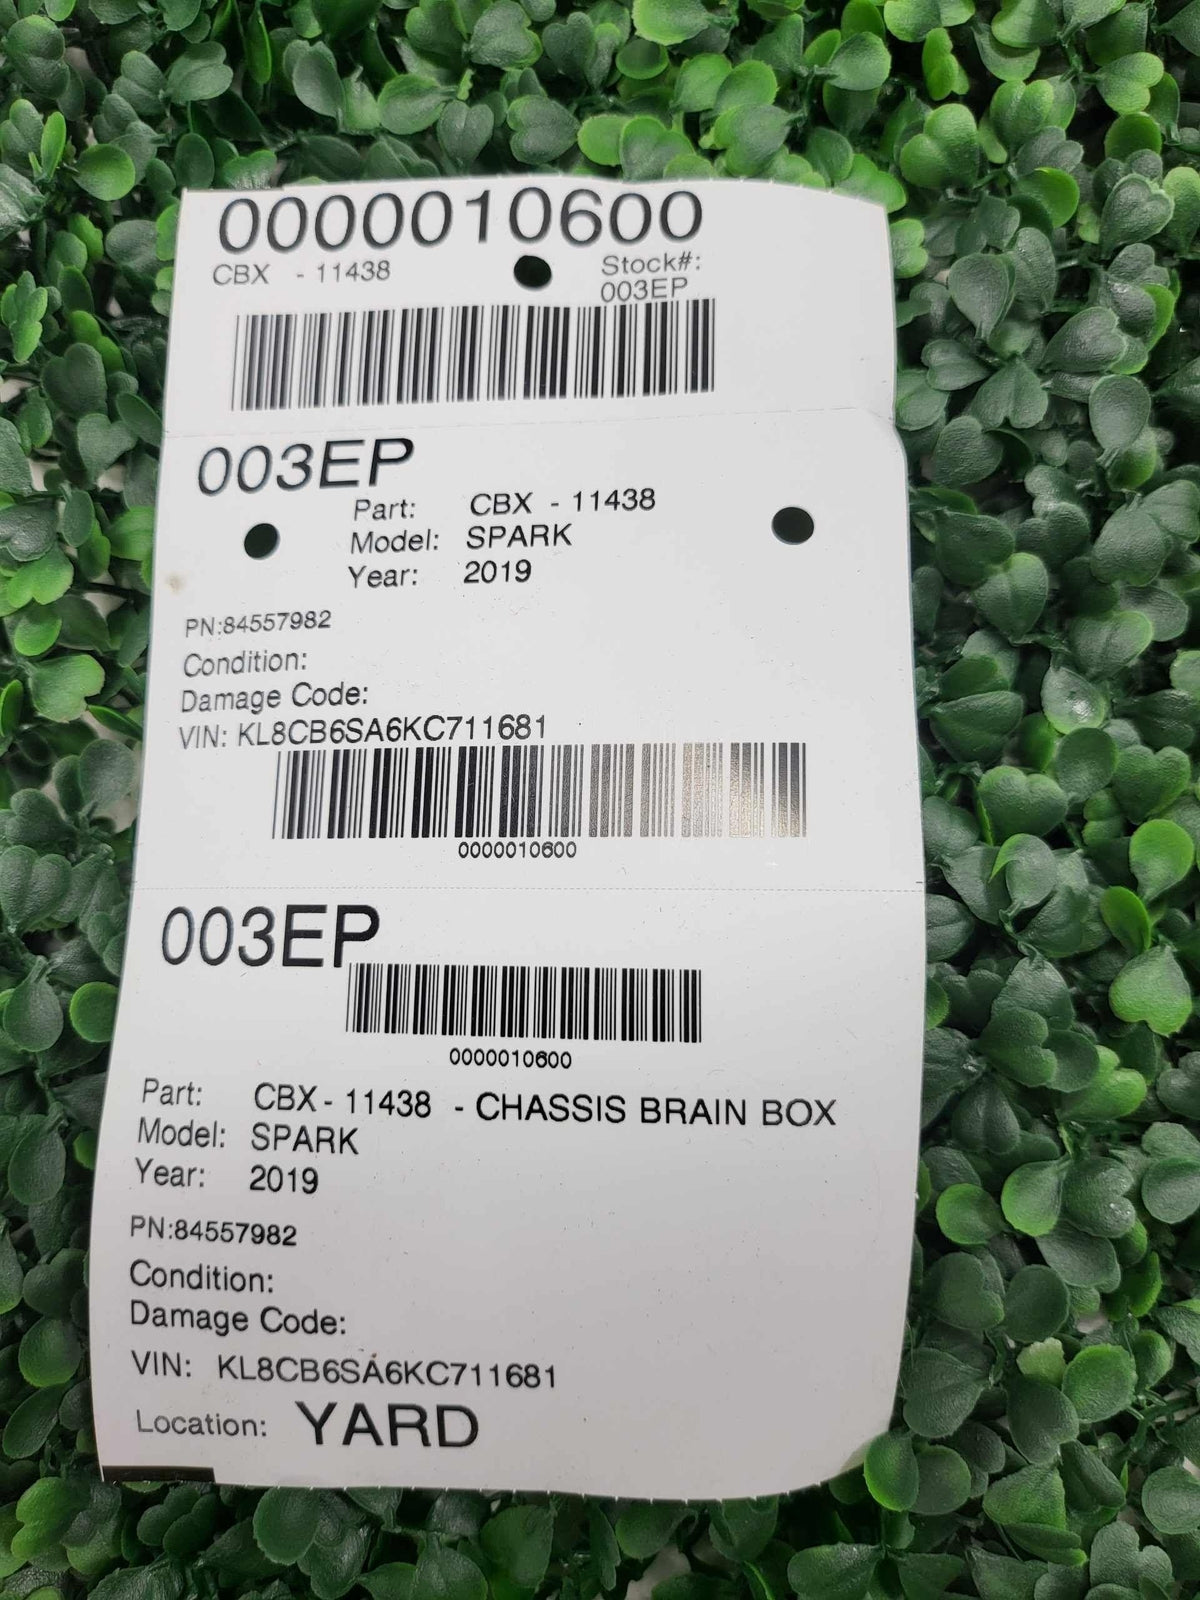 0000010600
CBX - 11438
Stock#:
003EP
003EP
Part: CBX - 11438
Model: SPARK
Year: 2019
PN:84557982
Condition:
Damage Code:
VIN: KL8CB6SA6KC711681
0000010600
003EP
0000010600
Part: CBX - 11438 - CHASSIS BRAIN BOX
Model: SPARK
Year: 2019
PN:84557982
Condition:
Damage Code:
VIN: KL8CB6SA6KC711681
Location: YARD